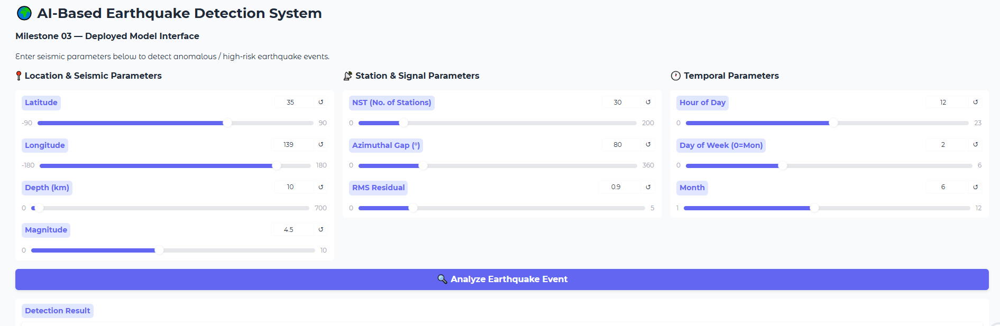 AI-Based Earthquake Detection System
Milestone 03 — Deployed Model Interface
Enter seismic parameters below to detect anomalous / high-risk earthquake events.
Location & Seismic Parameters
Latitude 35 ↺
-90 90
Longitude 139 ↺
-180 180
Depth (km) 10 ↺
0 700
Magnitude 4.5 ↺
0 10
Station & Signal Parameters
NST (No. of Stations) 30 ↺
0 200
Azimuthal Gap (°) 80 ↺
0 360
RMS Residual 0.9 ↺
0 5
Temporal Parameters
Hour of Day 12 ↺
0 23
Day of Week (0=Mon) 2 ↺
0 6
Month 6 ↺
1 12
Analyze Earthquake Event
Detection Result